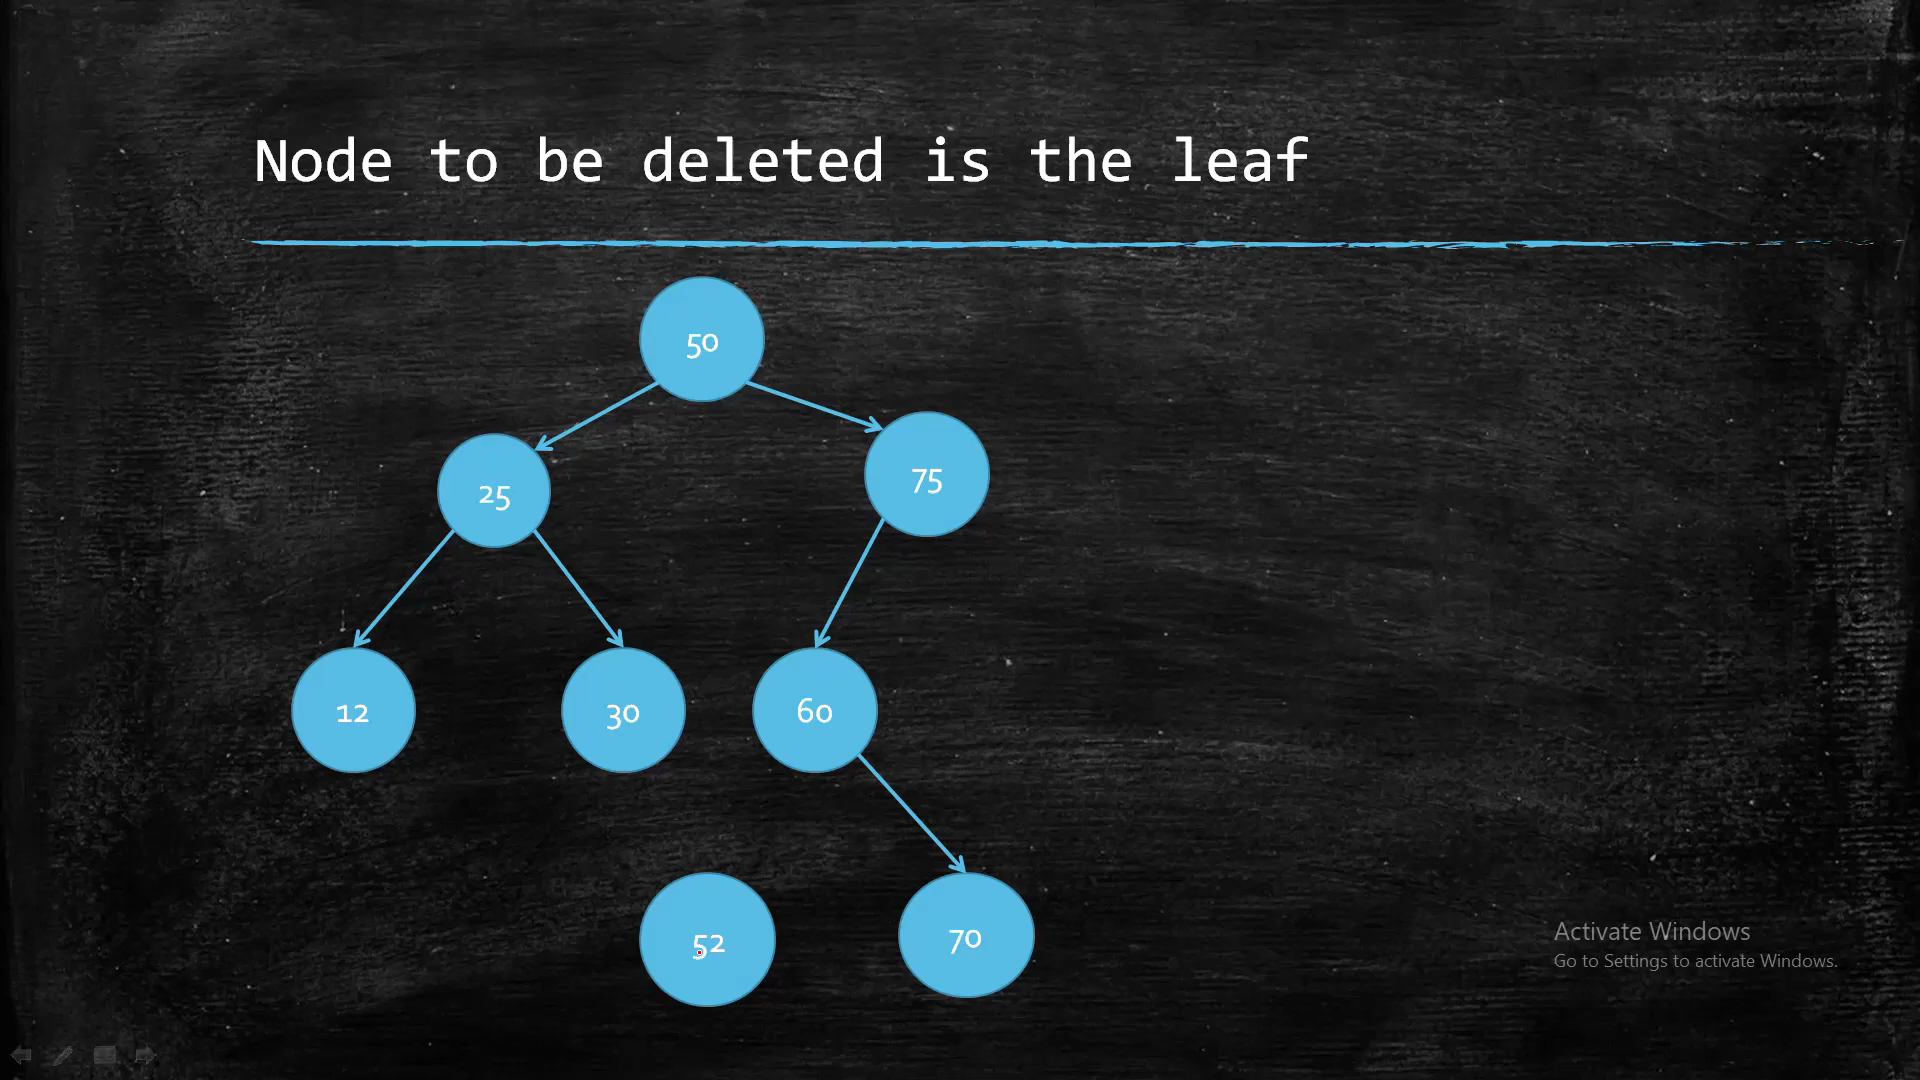 Node to be deleted is the leaf
50
25
75
12
30
60
52
70
Activate Windows
Go to Settings to activate Windows.